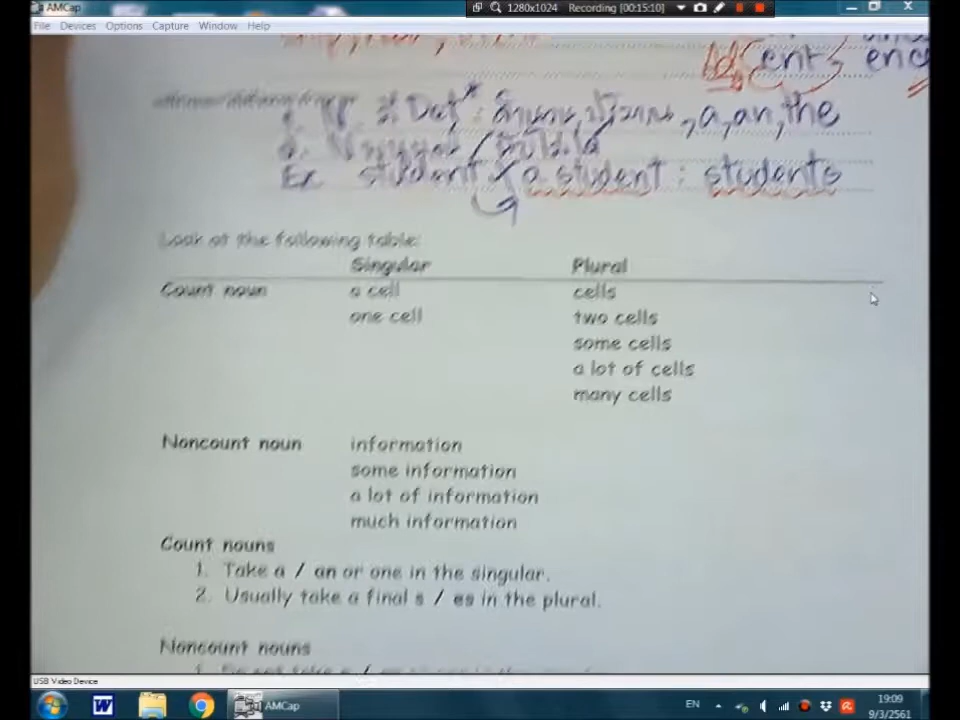 AMCap
1280x1024 Recording [00:15:10]
File Devices Options Capture Window Help
ent, enc
, a, an, the
Ex student a student : students
Look at the following table:
Singular Plural
Count noun a cell cells
one cell two cells
some cells
a lot of cells
many cells
Noncount noun information
some information
a lot of information
much information
Count nouns
1. Take a / an or one in the singular.
2. Usually take a final s / es in the plural.
Noncount nouns
USB Video Device
AMCap
EN
19:09
9/3/2561